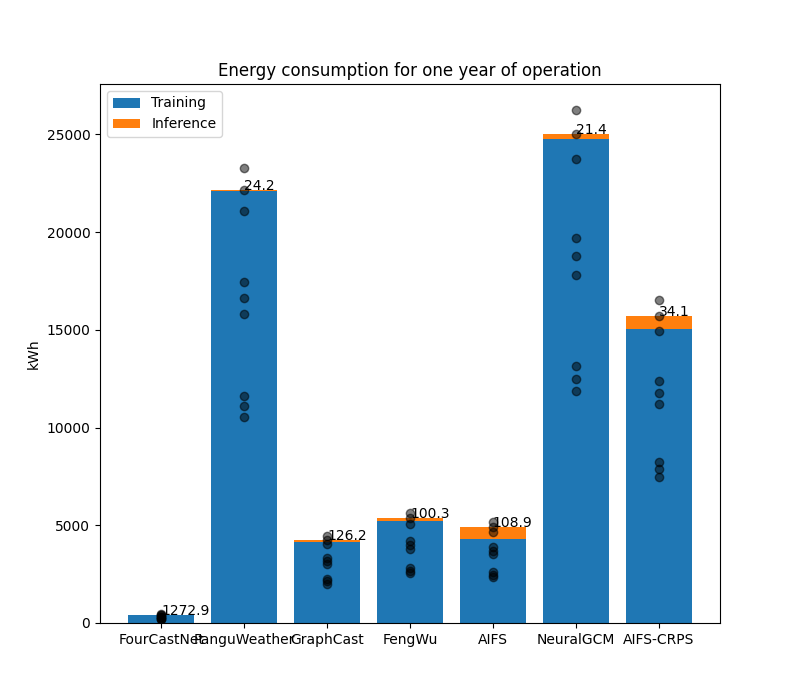 Energy consumption for one year of operation
Training
Inference
kWh
25000
20000
15000
10000
5000
0
1272.9
24.2
126.2
100.3
108.9
21.4
34.1
FourCastNet
PanguWeather
GraphCast
FengWu
AIFS
NeuralGCM
AIFS-CRPS